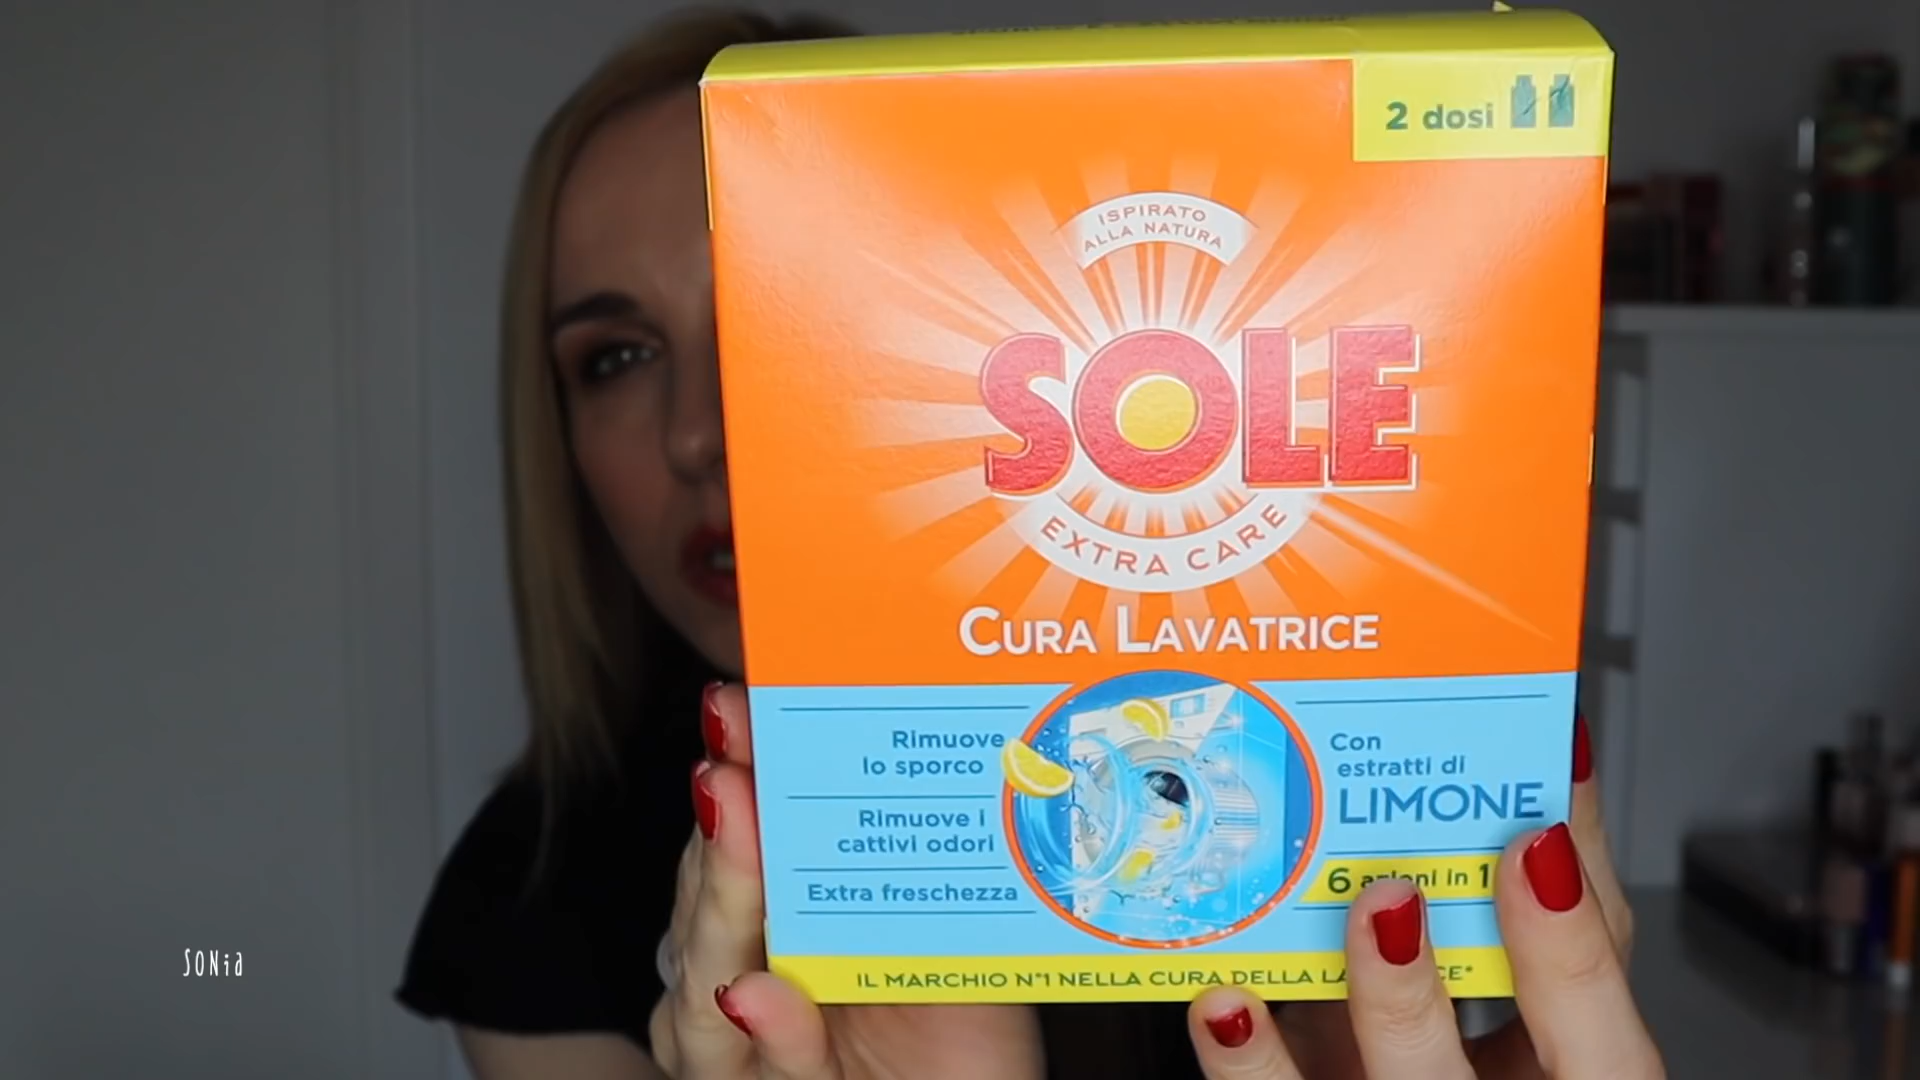 2 dosi
ISPIRATO
ALLA NATURA
SOLE
EXTRA CARE
CURA LAVATRICE
Rimuove
lo sporco
Rimuove i
cattivi odori
Extra freschezza
Con
estratti di
LIMONE
6 azioni in 1
IL MARCHIO N°1 NELLA CURA DELLA
SONia